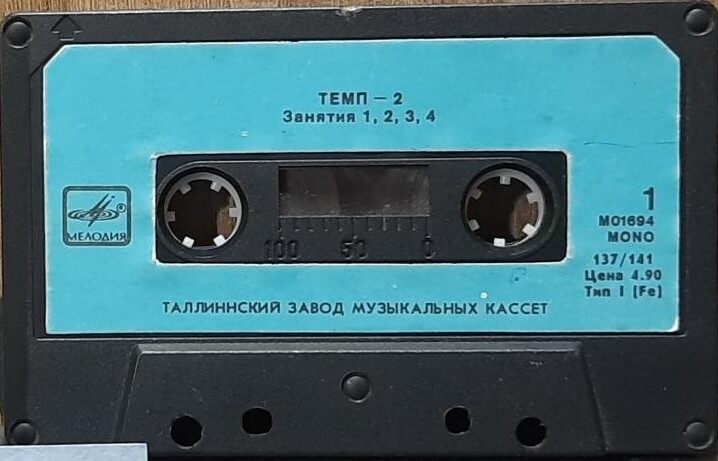 ТЕМП – 2
Занятия 1, 2, 3, 4
МЕЛОДИЯ
®
100 50 0
1
МО1694
MONO
137/141
Цена 4.90
Тип I (Fe)
ТАЛЛИННСКИЙ ЗАВОД МУЗЫКАЛЬНЫХ КАССЕТ